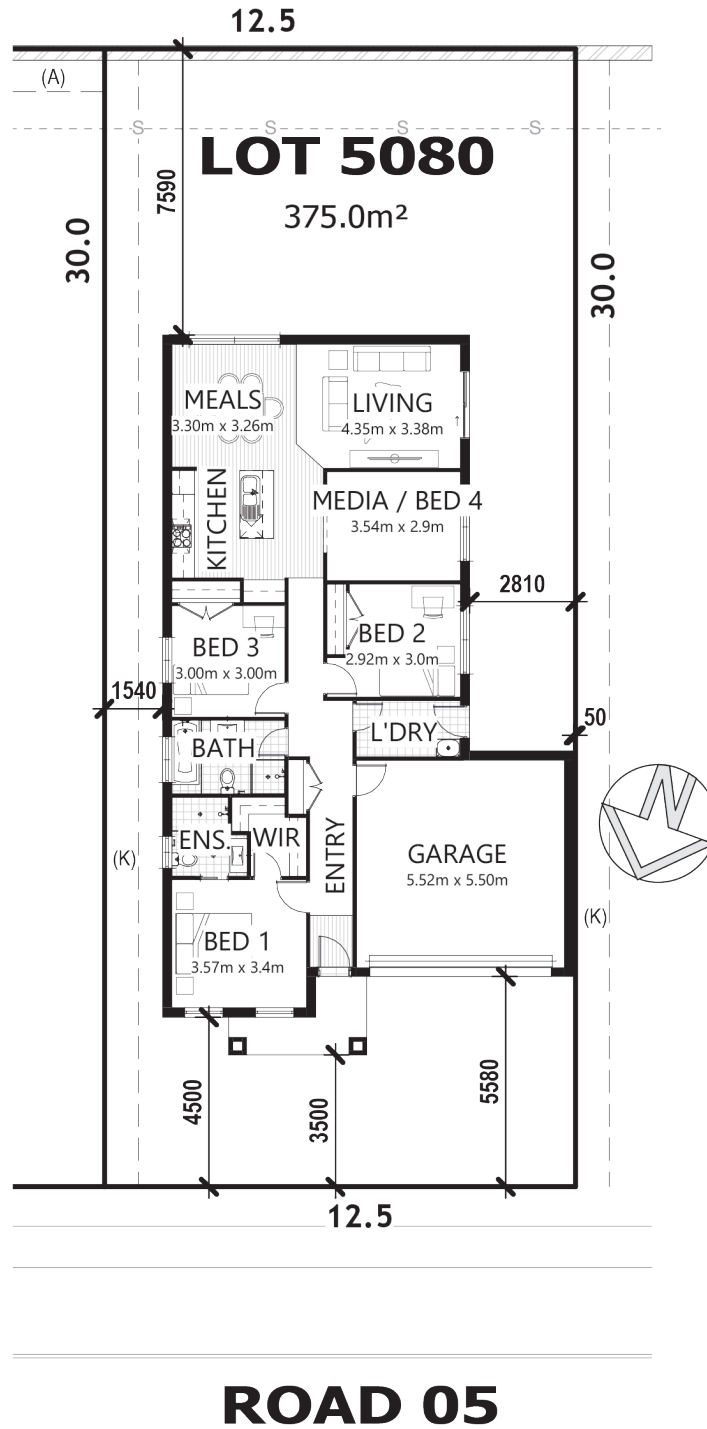 12.5
(A)
S S S S
LOT 5080
375.0m²
7590
30.0
30.0
MEALS
3.30m x 3.26m
LIVING
4.35m x 3.38m
KITCHEN
MEDIA / BED 4
3.54m x 2.9m
2810
BED 2
2.92m x 3.0m
BED 3
3.00m x 3.00m
1540
50
L'DRY
BATH
N
ENS.
WIR
ENTRY
GARAGE
5.52m x 5.50m
(K)
(K)
BED 1
3.57m x 3.4m
4500
3500
5580
12.5
ROAD 05